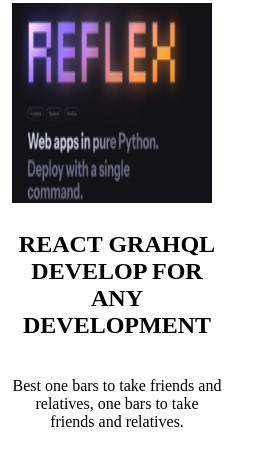 REFLEX
Web apps in pure Python.
Deploy with a single
command.
REACT GRAHQL
DEVELOP FOR
ANY
DEVELOPMENT
Best one bars to take friends and
relatives, one bars to take
friends and relatives.